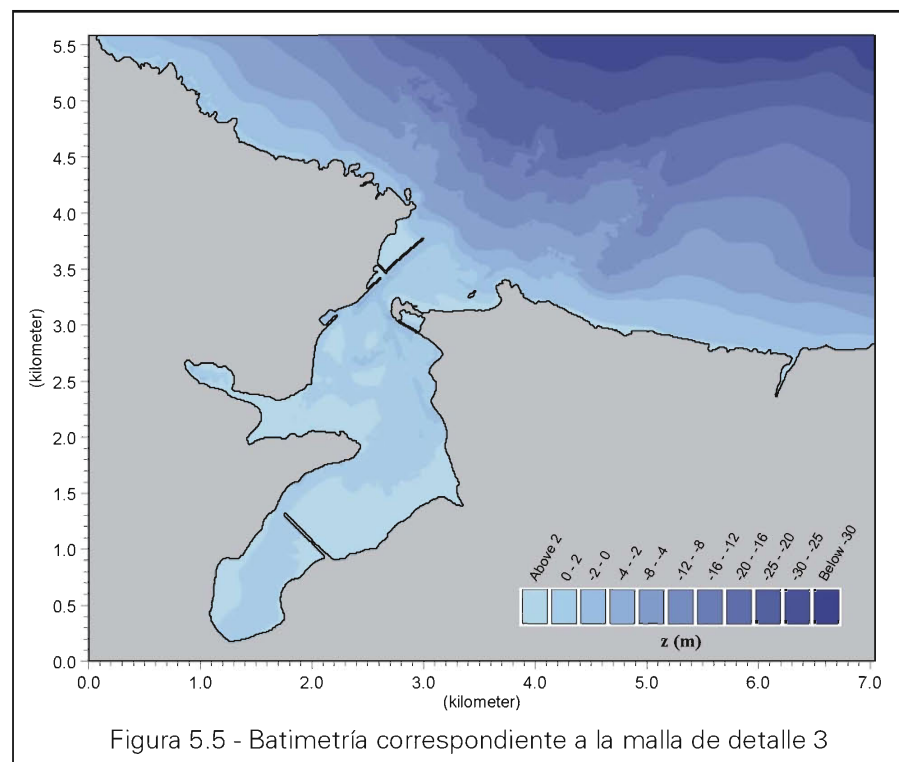 5.5
5.0
4.5
4.0
3.5
3.0
2.5
2.0
1.5
1.0
0.5
0.0
(kilometer)
0.0 1.0 2.0 3.0 4.0 5.0 6.0 7.0
(kilometer)
Above 2
0 - 2
-2 - 0
-4 - -2
-8 - -4
-12 - -8
-16 - -12
-20 - -16
-25 - -20
-30 - -25
Below -30
z (m)
Figura 5.5 - Batimetría correspondiente a la malla de detalle 3